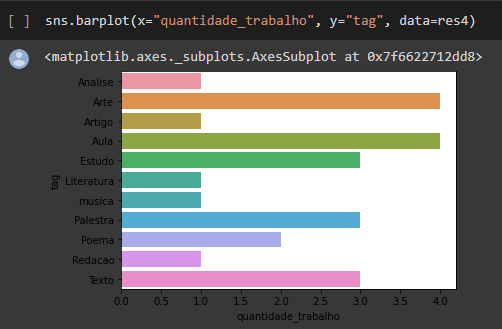 [ ] sns.barplot(x="quantidade_trabalho", y="tag", data=res4)
<matplotlib.axes._subplots.AxesSubplot at 0x7f6622712dd8>
Analise
Arte
Artigo
Aula
Estudo
Literatura
musica
Palestra
Poema
Redacao
Texto
tag
0.0 0.5 1.0 1.5 2.0 2.5 3.0 3.5 4.0
quantidade_trabalho